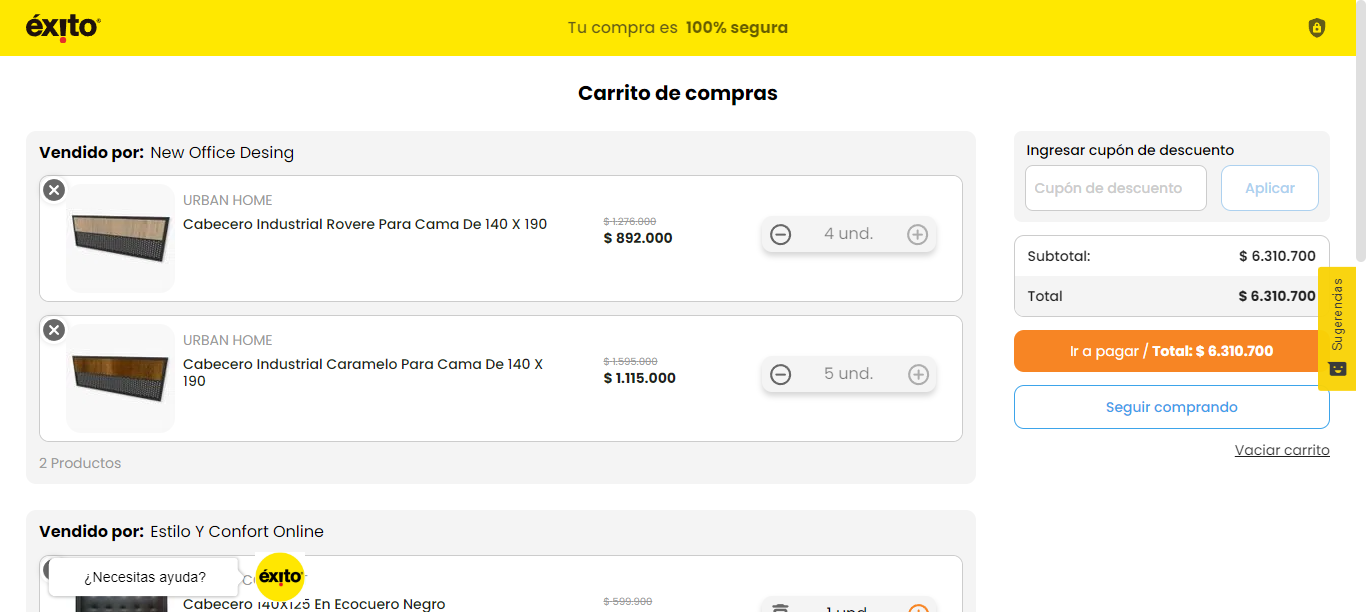 éxito
Tu compra es 100% segura
Carrito de compras
Vendido por: New Office Desing
URBAN HOME
Cabecero Industrial Rovere Para Cama De 140 X 190
$ 1.276.000
$ 892.000
4 und.
URBAN HOME
Cabecero Industrial Caramelo Para Cama De 140 X
190
$ 1.595.000
$ 1.115.000
5 und.
2 Productos
Vendido por: Estilo Y Confort Online
Cabecero 140X125 En Ecocuero Negro
$ 599.900
1 und.
¿Necesitas ayuda?
éxito
Ingresar cupón de descuento
Cupón de descuento
Aplicar
Subtotal: $ 6.310.700
Total $ 6.310.700
Ir a pagar / Total: $ 6.310.700
Seguir comprando
Vaciar carrito
Sugerendas